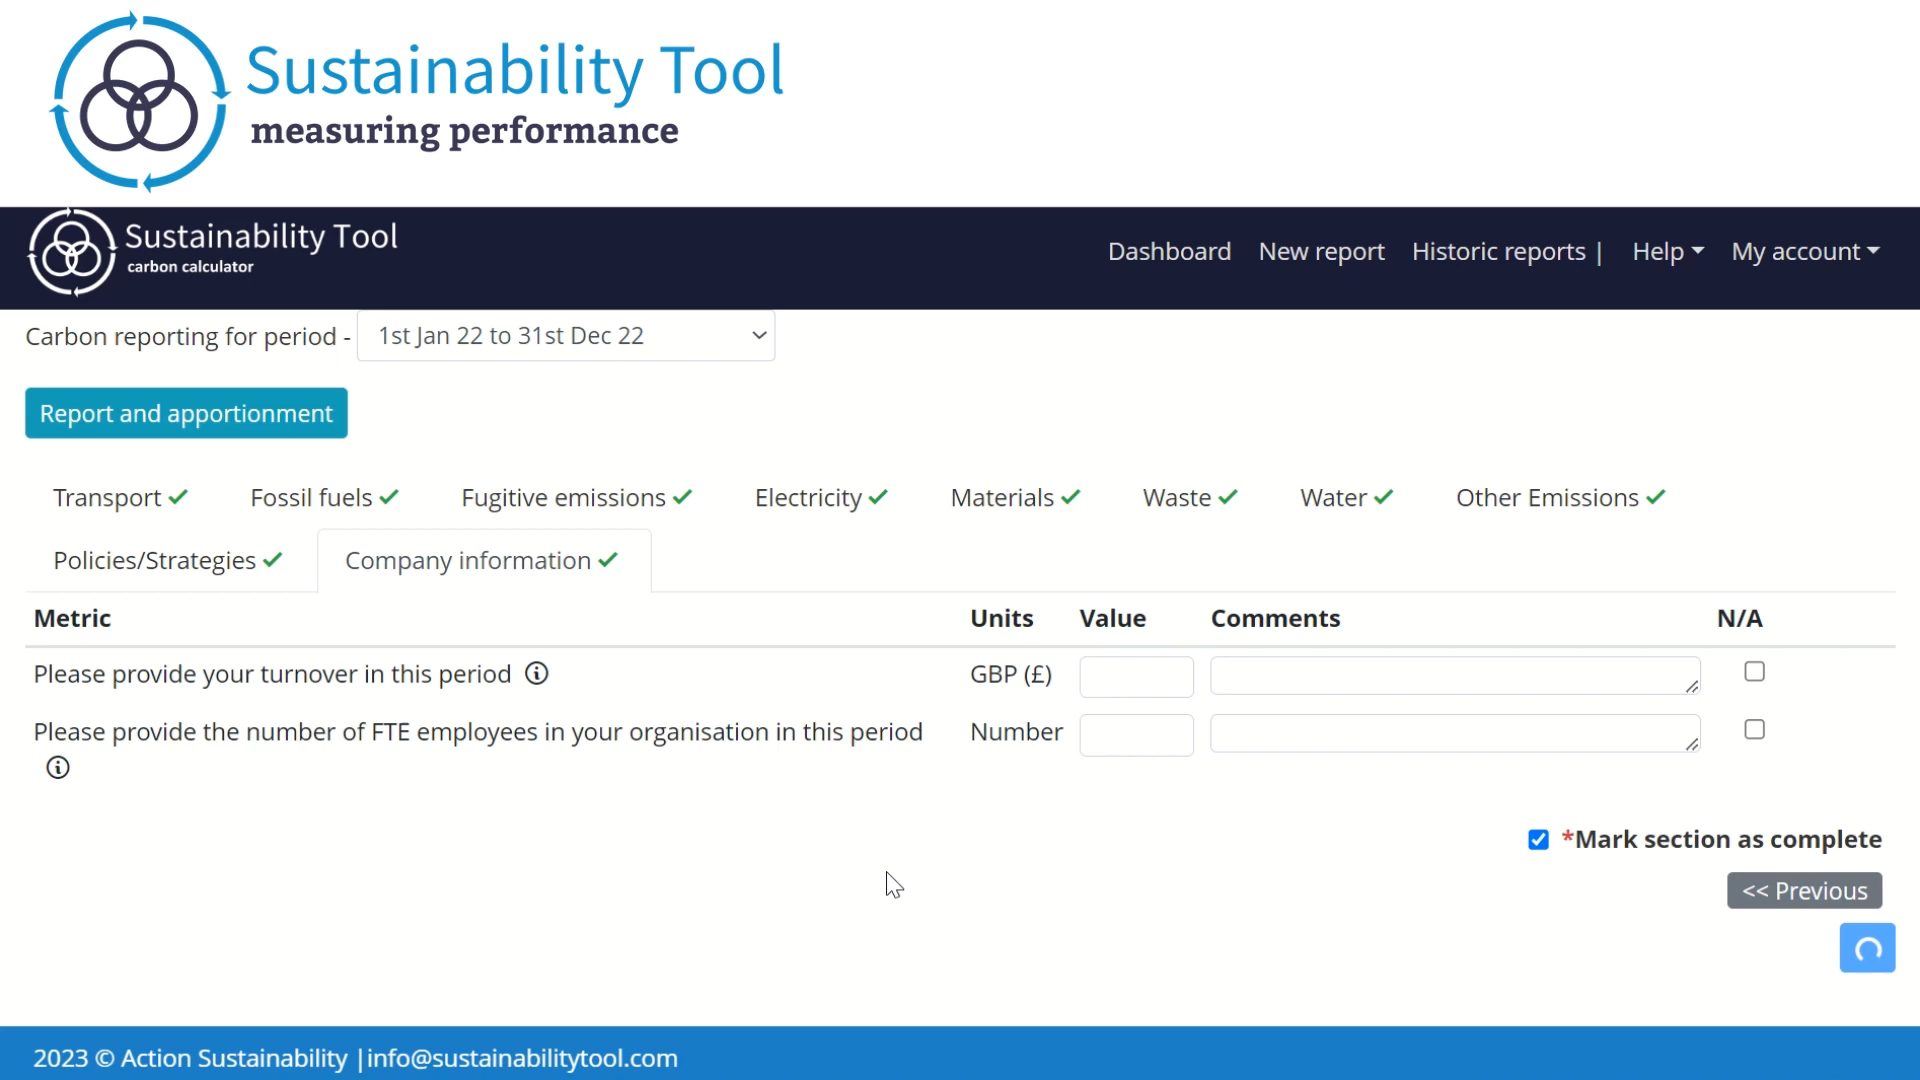 Sustainability Tool
measuring performance
Sustainability Tool
carbon calculator
Dashboard New report Historic reports | Help My account
Carbon reporting for period - 1st Jan 22 to 31st Dec 22
Report and apportionment
Transport Fossil fuels Fugitive emissions Electricity Materials Waste Water Other Emissions
Policies/Strategies Company information
Metric Units Value Comments N/A
Please provide your turnover in this period GBP (£)
Please provide the number of FTE employees in your organisation in this period Number
*Mark section as complete
<< Previous
2023 © Action Sustainability |info@sustainabilitytool.com